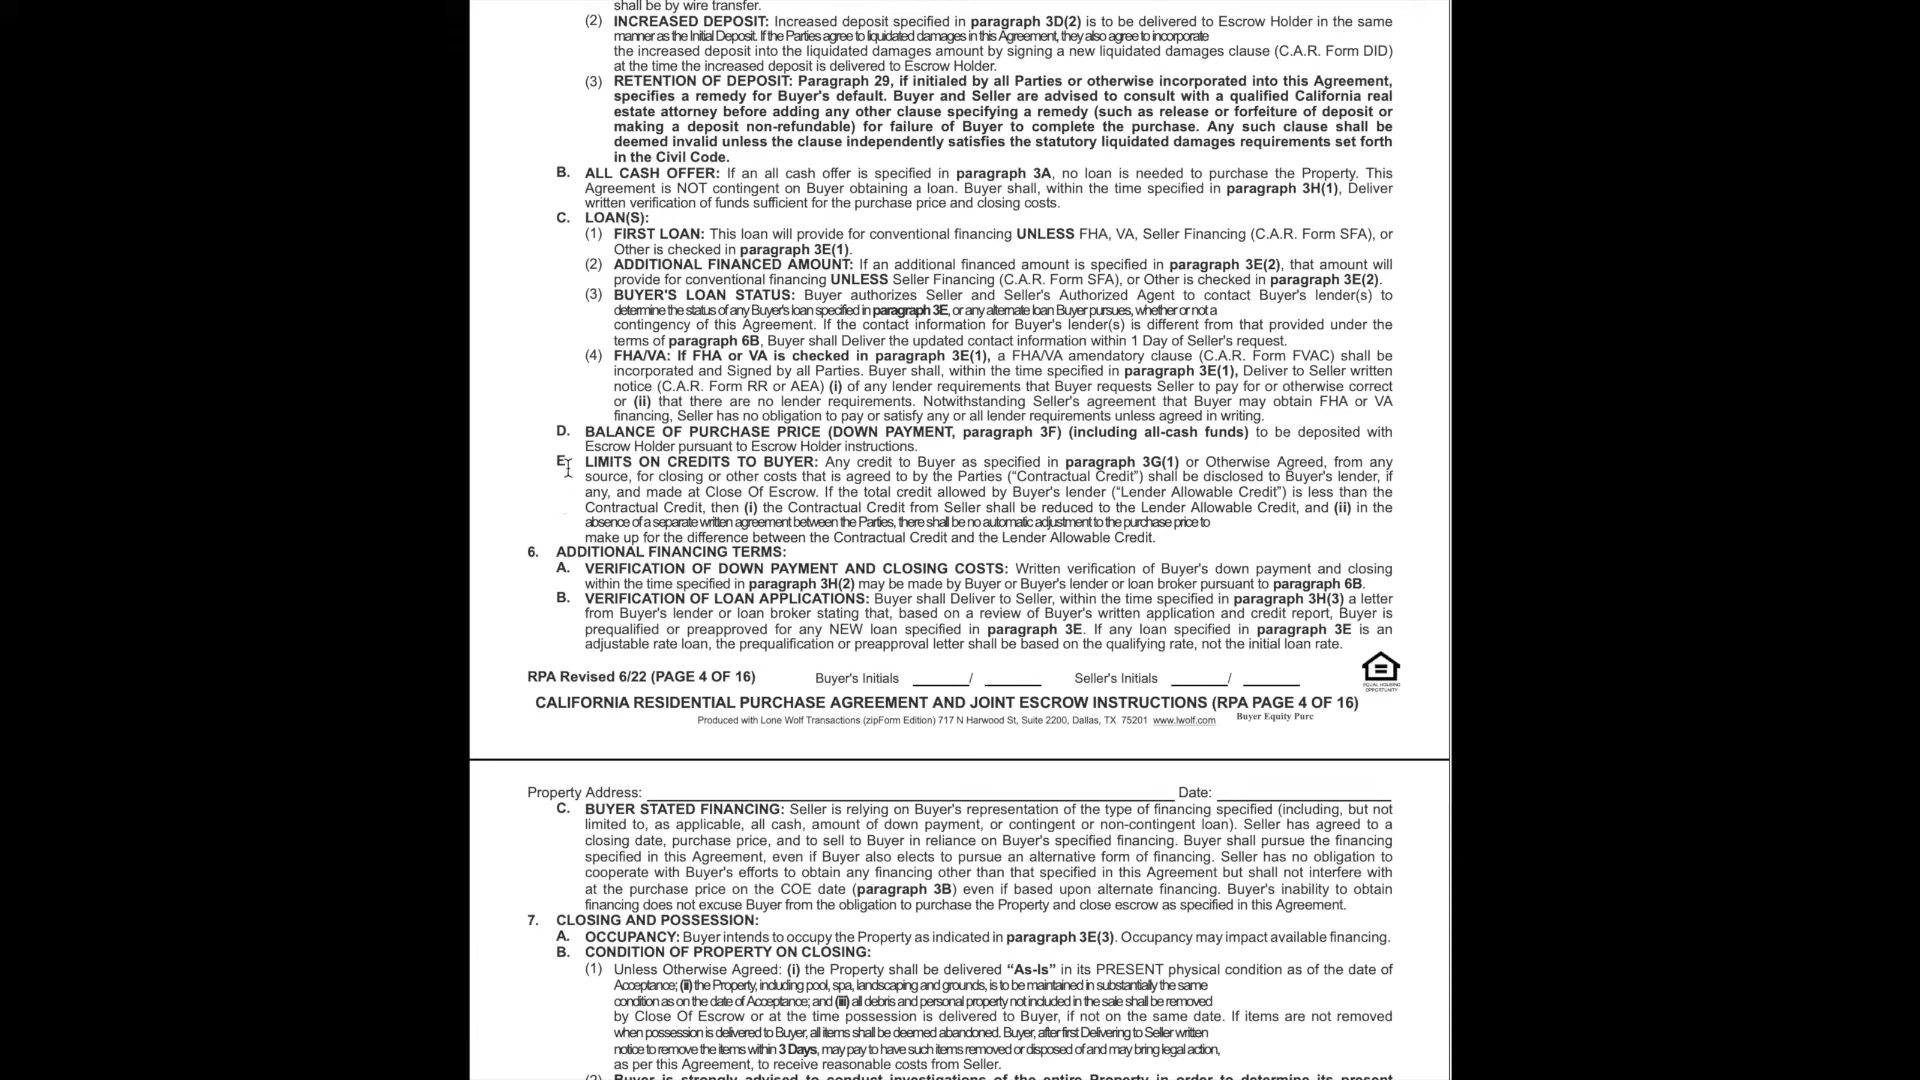 shall be by wire transfer.
(2) INCREASED DEPOSIT: Increased deposit specified in paragraph 3D(2) is to be delivered to Escrow Holder in the same
manner as the Initial Deposit. If the Parties agree to liquidated damages in this Agreement, they also agree to incorporate
the increased deposit into the liquidated damages amount by signing a new liquidated damages clause (C.A.R. Form DID)
at the time the increased deposit is delivered to Escrow Holder.
(3) RETENTION OF DEPOSIT: Paragraph 29, if initialed by all Parties or otherwise incorporated into this Agreement,
specifies a remedy for Buyer's default. Buyer and Seller are advised to consult with a qualified California real
estate attorney before adding any other clause specifying a remedy (such as release or forfeiture of deposit or
making a deposit non-refundable) for failure of Buyer to complete the purchase. Any such clause shall be
deemed invalid unless the clause independently satisfies the statutory liquidated damages requirements set forth
in the Civil Code.
B. ALL CASH OFFER: If an all cash offer is specified in paragraph 3A, no loan is needed to purchase the Property. This
Agreement is NOT contingent on Buyer obtaining a loan. Buyer shall, within the time specified in paragraph 3H(1), Deliver
written verification of funds sufficient for the purchase price and closing costs.
C. LOAN(S):
(1) FIRST LOAN: This loan will provide for conventional financing UNLESS FHA, VA, Seller Financing (C.A.R. Form SFA), or
Other is checked in paragraph 3E(1).
(2) ADDITIONAL FINANCED AMOUNT: If an additional financed amount is specified in paragraph 3E(2), that amount will
provide for conventional financing UNLESS Seller Financing (C.A.R. Form SFA), or Other is checked in paragraph 3E(2).
(3) BUYER'S LOAN STATUS: Buyer authorizes Seller and Seller's Authorized Agent to contact Buyer's lender(s) to
determine the status of any Buyer's loan specified in paragraph 3E, or any alternate loan Buyer pursues, whether or not a
contingency of this Agreement. If the contact information for Buyer's lender(s) is different from that provided under the
terms of paragraph 6B, Buyer shall Deliver the updated contact information within 1 Day of Seller's request.
(4) FHA/VA: If FHA or VA is checked in paragraph 3E(1), a FHA/VA amendatory clause (C.A.R. Form FVAC) shall be
incorporated and Signed by all Parties. Buyer shall, within the time specified in paragraph 3E(1), Deliver to Seller written
notice (C.A.R. Form RR or AEA) (i) of any lender requirements that Buyer requests Seller to pay for or otherwise correct
or (ii) that there are no lender requirements. Notwithstanding Seller's agreement that Buyer may obtain FHA or VA
financing, Seller has no obligation to pay or satisfy any or all lender requirements unless agreed in writing.
D. BALANCE OF PURCHASE PRICE (DOWN PAYMENT, paragraph 3F) (including all-cash funds) to be deposited with
Escrow Holder pursuant to Escrow Holder instructions.
E. LIMITS ON CREDITS TO BUYER: Any credit to Buyer as specified in paragraph 3G(1) or Otherwise Agreed, from any
source, for closing or other costs that is agreed to by the Parties (“Contractual Credit”) shall be disclosed to Buyer's lender, if
any, and made at Close Of Escrow. If the total credit allowed by Buyer's lender (“Lender Allowable Credit”) is less than the
Contractual Credit, then (i) the Contractual Credit from Seller shall be reduced to the Lender Allowable Credit, and (ii) in the
absence of a separate written agreement between the Parties, there shall be no automatic adjustment to the purchase price to
make up for the difference between the Contractual Credit and the Lender Allowable Credit.
6. ADDITIONAL FINANCING TERMS:
A. VERIFICATION OF DOWN PAYMENT AND CLOSING COSTS: Written verification of Buyer's down payment and closing
within the time specified in paragraph 3H(2) may be made by Buyer or Buyer's lender or loan broker pursuant to paragraph 6B.
B. VERIFICATION OF LOAN APPLICATIONS: Buyer shall Deliver to Seller, within the time specified in paragraph 3H(3) a letter
from Buyer's lender or loan broker stating that, based on a review of Buyer's written application and credit report, Buyer is
prequalified or preapproved for any NEW loan specified in paragraph 3E. If any loan specified in paragraph 3E is an
adjustable rate loan, the prequalification or preapproval letter shall be based on the qualifying rate, not the initial loan rate.
RPA Revised 6/22 (PAGE 4 OF 16) Buyer's Initials ______/ ______ Seller's Initials ______/ ______
EQUAL HOUSING
OPPORTUNITY
CALIFORNIA RESIDENTIAL PURCHASE AGREEMENT AND JOINT ESCROW INSTRUCTIONS (RPA PAGE 4 OF 16)
Produced with Lone Wolf Transactions (zipForm Edition) 717 N Harwood St, Suite 2200, Dallas, TX 75201 www.lwolf.com Buyer Equity Purc
Property Address: ______ Date: ______
C. BUYER STATED FINANCING: Seller is relying on Buyer's representation of the type of financing specified (including, but not
limited to, as applicable, all cash, amount of down payment, or contingent or non-contingent loan). Seller has agreed to a
closing date, purchase price, and to sell to Buyer in reliance on Buyer's specified financing. Buyer shall pursue the financing
specified in this Agreement, even if Buyer also elects to pursue an alternative form of financing. Seller has no obligation to
cooperate with Buyer's efforts to obtain any financing other than that specified in this Agreement but shall not interfere with
at the purchase price on the COE date (paragraph 3B) even if based upon alternate financing. Buyer's inability to obtain
financing does not excuse Buyer from the obligation to purchase the Property and close escrow as specified in this Agreement.
7. CLOSING AND POSSESSION:
A. OCCUPANCY: Buyer intends to occupy the Property as indicated in paragraph 3E(3). Occupancy may impact available financing.
B. CONDITION OF PROPERTY ON CLOSING:
(1) Unless Otherwise Agreed: (i) the Property shall be delivered “As-Is” in its PRESENT physical condition as of the date of
Acceptance; (ii) the Property, including pool, spa, landscaping and grounds, is to be maintained in substantially the same
condition as on the date of Acceptance; and (iii) all debris and personal property not included in the sale shall be removed
by Close Of Escrow or at the time possession is delivered to Buyer, if not on the same date. If items are not removed
when possession is delivered to Buyer, all items shall be deemed abandoned. Buyer, after first Delivering to Seller written
notice to remove the items within 3 Days, may pay to have such items removed or disposed of and may bring legal action,
as per this Agreement, to receive reasonable costs from Seller.
(2) Buyer is strongly advised to conduct investigations of the entire Property in order to determine its present